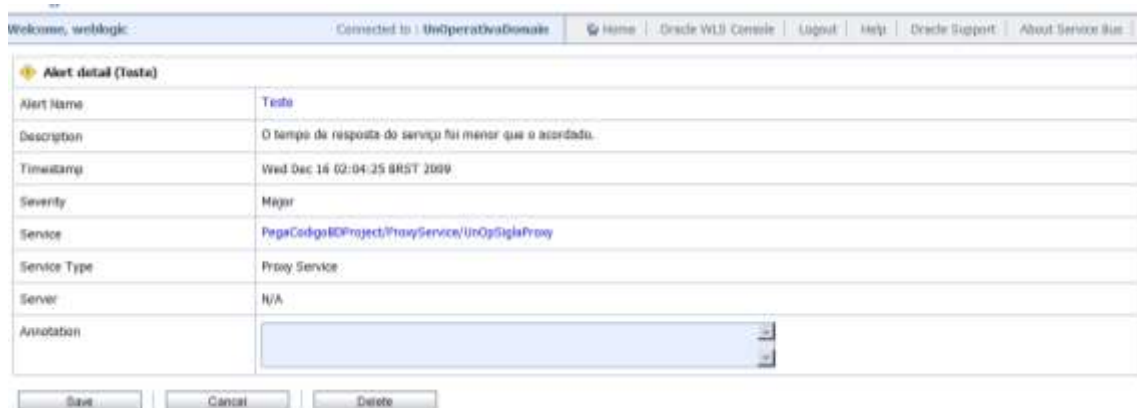 Welcome, weblogic Connected to : UnOperativaDomain Home Oracle WLS Console Logout Help Oracle Support About Service Bus
Alert detail (Teste)
Alert Name Teste
Description O tempo de resposta do serviço foi menor que o acordado.
Timestamp Wed Dec 16 02:04:25 BRST 2009
Severity Major
Service PegaCodigoBDProject/ProxyService/UnOpSiglaProxy
Service Type Proxy Service
Server N/A
Annotation
Save Cancel Delete